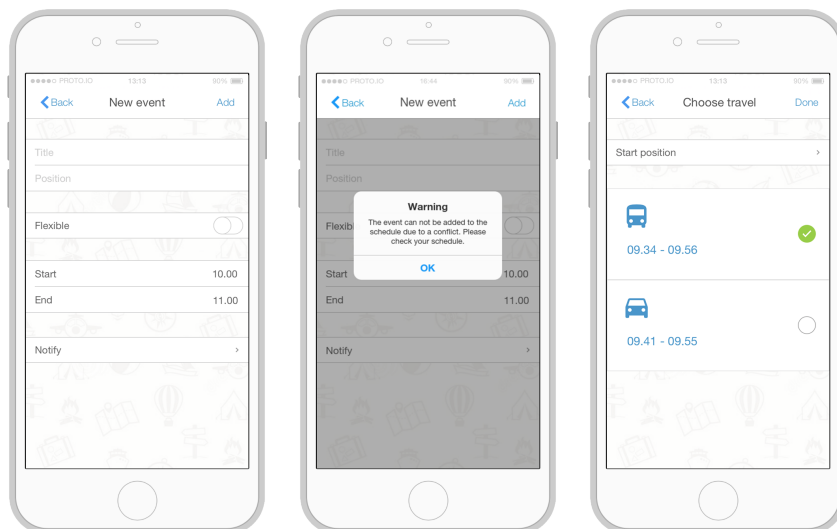 PROTO.IO 13:13 90%
Back New event Add
Title
Position
Flexible
Start 10.00
End 11.00
Notify
PROTO.IO 16:44 90%
Back New event Add
Title
Position
Warning
The event can not be added to the
schedule due to a conflict. Please
check your schedule.
OK
Flexib
Start 10.00
End 11.00
Notify
PROTO.IO 13:13 90%
Back Choose travel Done
Start position
09.34 - 09.56
09.41 - 09.55